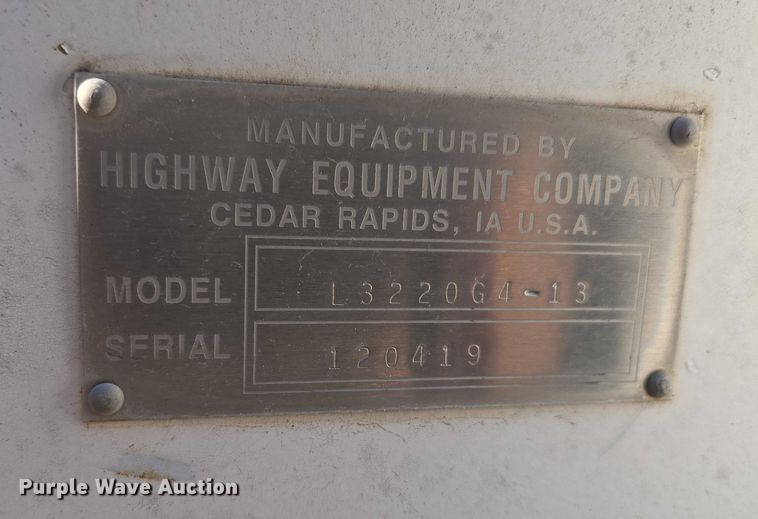 MANUFACTURED BY
HIGHWAY EQUIPMENT COMPANY
CEDAR RAPIDS, IA U.S.A.
MODEL L3220G4-13
SERIAL 120419
Purple Wave Auction